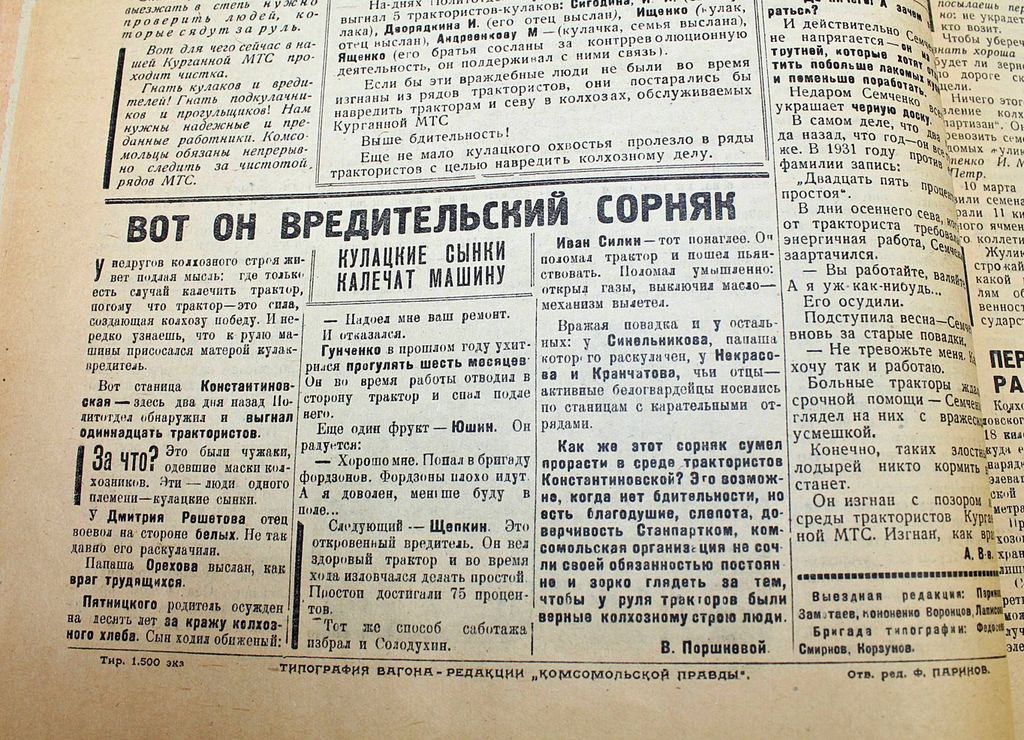 выезжать в степь нужно
проверить людей, ко-
торые сядут за руль.
Вот для чего сейчас в на-
шей Курганной МТС про-
ходит чистка.
Гнать кулаков и вреди-
телей! Гнать подкулачни-
ков и прогульщиков! Нам
нужны надежные и пре-
данные работники. Комсо-
мольцы обязаны непрерыв-
но следить за чистотой
рядов МТС.
На-днях Политотдел
выгнал 5 трактористов-кулаков:
лака), Дворядкина И. (его отец выслан), Ищенко (кулак,
отец выслан), Андреенкову М —(кулачка, семья выслана),
Ященко (его братья сосланы за контрреволюционную
деятельность, он поддерживал с ними связь).
Если бы эти враждебные люди не были во время
изгнаны из рядов трактористов, они постарались бы
навредить тракторам и севу в колхозах, обслуживаемых
Курганной МТС
Выше бдительность!
Еще не мало кулацкого охвостья пролезло в ряды
трактористов с целью навредить колхозному делу.
ВОТ ОН ВРЕДИТЕЛЬСКИЙ СОРНЯК
У недругов колхозного строя жи-
вет подлая мысль: где только
есть случай калечить трактор,
потому что трактор—это сила,
создающая колхозу победу. И не-
редко узнаешь, что к рулю ма-
шины присосался матерой кулак-
вредитель.
Вот станица Константинов-
ская—здесь два дня назад По-
литотдел обнаружил и выгнал
одиннадцать трактористов.
За что? Это были чужаки,
одевшие маски кол-
хозников. Эти—люди одного
племени—кулацкие сынки.
У Дмитрия Решетова отец
воевал на стороне белых. Не так
давно его раскулачили.
Папаша Орехова выслан, как
враг трудящихся.
Пятницкого родитель осужден
на десять лет за кражу колхоз-
ного хлеба. Сын ходил обиженый:
КУЛАЦКИЕ СЫНКИ
КАЛЕЧАТ МАШИНУ
— Надоел мне ваш ремонт.
И отказался.
Гунченко в прошлом году ухит-
рился прогулять шесть месяцев.
Он во время работы отводил в
сторону трактор и спал подле
него.
Еще один фрукт—Юшин. Он
радуется:
— Хорошо мне. Попал в бригаду
фордзонов. Фордзоны плохо идут.
А я доволен, меньше буду в
поле...
Следующий — Щепкин. Это
откровенный вредитель. Он вел
здоровый трактор и во время
хода изловчался делать простой.
Простоп достигали 75 процен-
тов.
Тот же способ саботажа
избрал и Солодухин.
Иван Силин—тот понаглее. Он
поломал трактор и пошел пьян-
ствовать. Поломал умышленно:
открыл газы, выключил масло—
механизм вылетел.
Вражая повадка и у осталь-
ных: у Синельникова, папаша
которого раскулачен, у Некрасо-
ва и Кранчатова, чьи отцы—
активные белогвардейцы носились
по станицам с карательными от-
рядами.
Как же этот сорняк сумел
прорасти в среде трактористов
Константиновской? Это возмож-
но, когда нет бдительности, но
есть благодушие, слепота, до-
верчивость Станпартком, ком-
сомольская организация не соч-
ли своей обязанностью постоян-
но и зорко глядеть за тем,
чтобы у руля тракторов были
верные колхозному строю люди.
В. Поршневой.
И действительно
не напрягается—он из
трутней, которые хотят
тить побольше лакомых
и поменьше поработать.
Недаром Семченко
украшает черную доску.
В самом деле, что два
да назад, что год—он все
же. В 1931 году против
фамилии запись:
„Двадцать пять
простоя“.
В дни осеннего сева,
от тракториста
энергичная работа,
заартачился.
— Вы работайте,
А я уж как-нибудь...
Его осудили.
Подступила весна—
вновь за старые повадки.
— Не тревожьте меня.
хочу так и работаю.
Больные тракторы
срочной помощи—
глядел на них с
усмешкой.
Конечно, таких
лодырей никто кормить
станет.
Он изгнан с позором
среды трактористов
ной МТС. Изгнан, как
А. В-в.
Выездная редакция:
Кононенко Воронцов,
Бригада типографии:
Смирнов, Корзунов.
10 марта
Тир. 1.500 экз
ТИПОГРАФИЯ ВАГОНА-РЕДАКЦИИ „КОМСОМОЛЬСКОЙ ПРАВДЫ“.
Отв. ред. Ф. ПАРИНОВ.